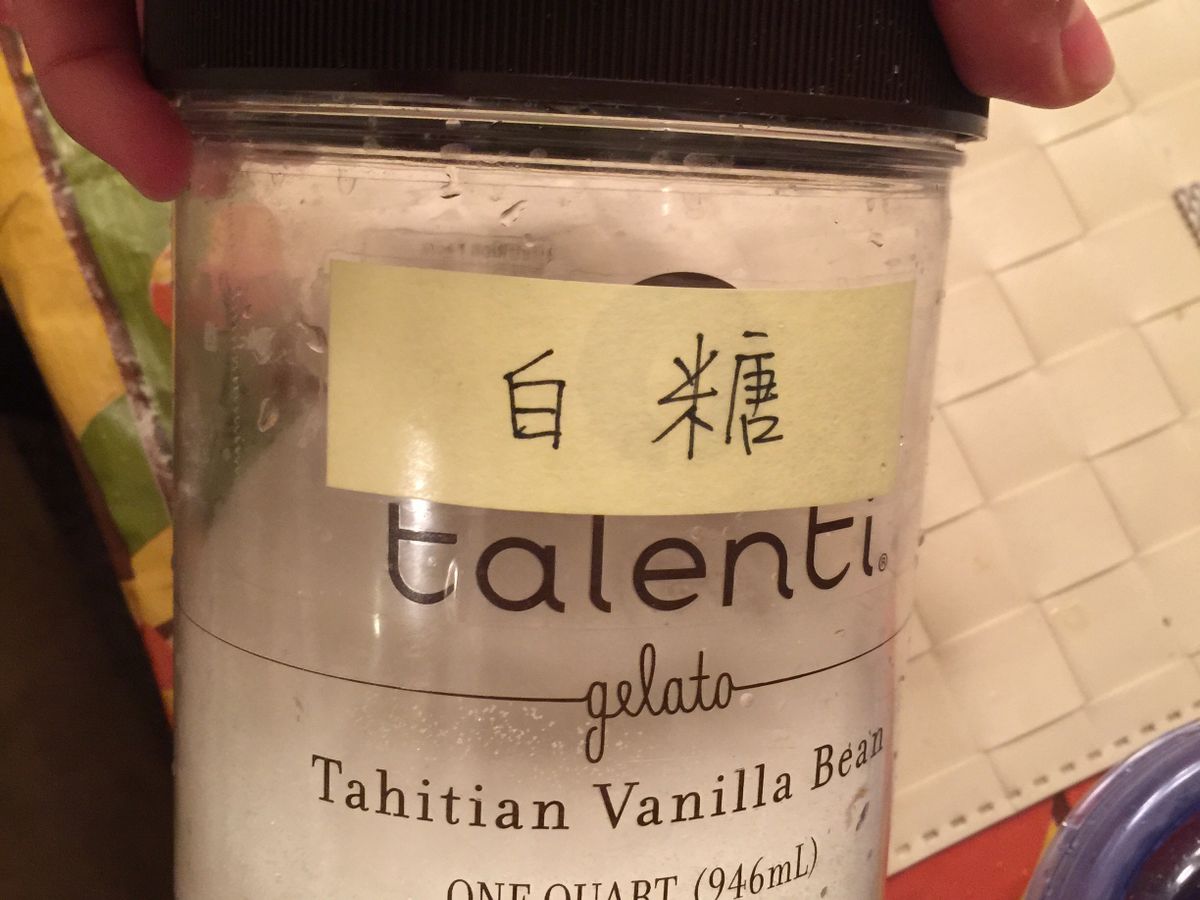 白 糖
talenti®
gelato
Tahitian Vanilla Bean
ONE QUART (946mL)